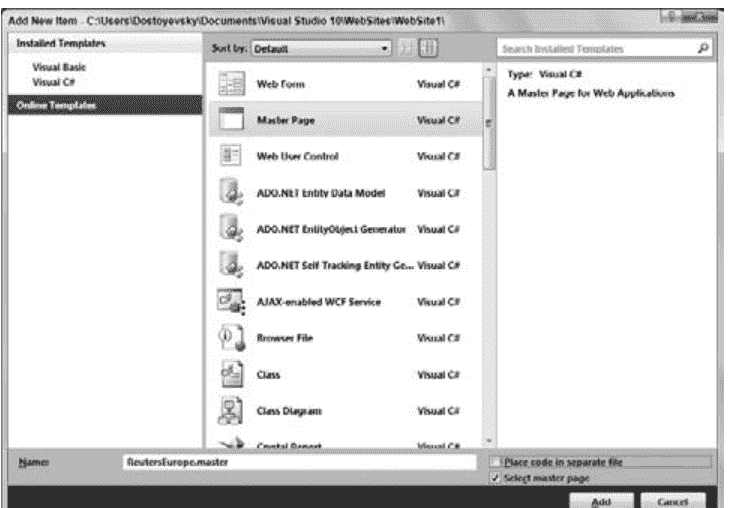 Add New Item - C:\Users\Dostoyevsky\Documents\Visual Studio 10\WebSites\WebSite1\
Installed Templates
Visual Basic
Visual C#
Online Templates
Sort by: Default
Search Installed Templates
Web Form Visual C#
Master Page Visual C#
Web User Control Visual C#
ADO.NET Entity Data Model Visual C#
ADO.NET EntityObject Generator Visual C#
ADO.NET Self Tracking Entity Ge... Visual C#
AJAX-enabled WCF Service Visual C#
Browser File Visual C#
Class Visual C#
Class Diagram Visual C#
Crystal Report Visual C#
Type: Visual C#
A Master Page for Web Applications
Name: ReutersEurope.master
Place code in separate file
Select master page
Add Cancel